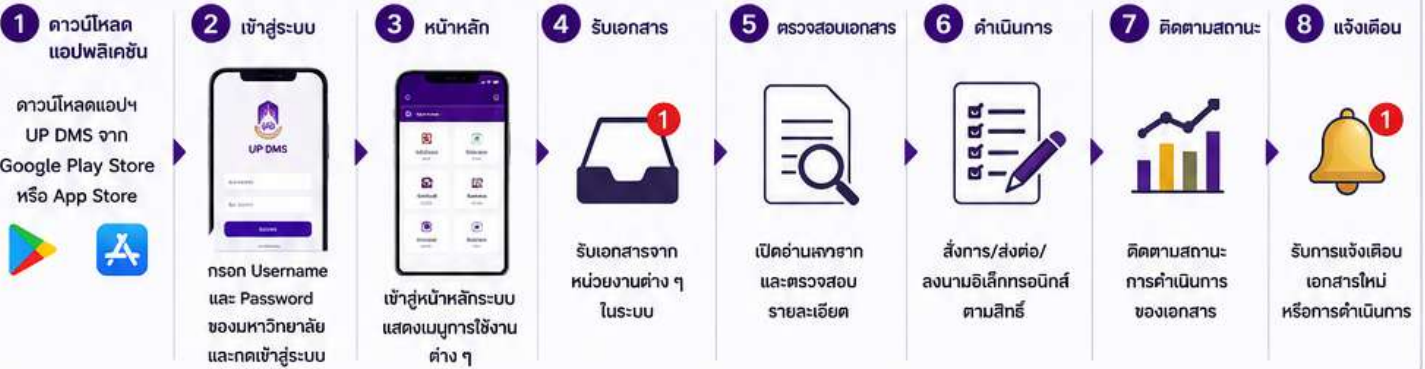 1 ดาวน์โหลด
แอปพลิเคชัน
ดาวน์โหลดแอปฯ
UP DMS จาก
Google Play Store
หรือ App Store
2 เข้าสู่ระบบ
UP DMS
กรอก Username
และ Password
ของมหาวิทยาลัย
และกดเข้าสู่ระบบ
3 หน้าหลัก
เข้าสู่หน้าหลักระบบ
แสดงเมนูการใช้งาน
ต่าง ๆ
4 รับเอกสาร
1
รับเอกสารจาก
หน่วยงานต่าง ๆ
ในระบบ
5 ตรวจสอบเอกสาร
เปิดอ่าน
และตรวจสอบ
รายละเอียด
6 ดำเนินการ
สั่งการ/ส่งต่อ/
ลงนามอิเล็กทรอนิกส์
ตามสิทธิ์
7 ติดตามสถานะ
ติดตามสถานะ
การดำเนินการ
ของเอกสาร
8 แจ้งเตือน
1
รับการแจ้งเตือน
เอกสารใหม่
หรือการดำเนินการ